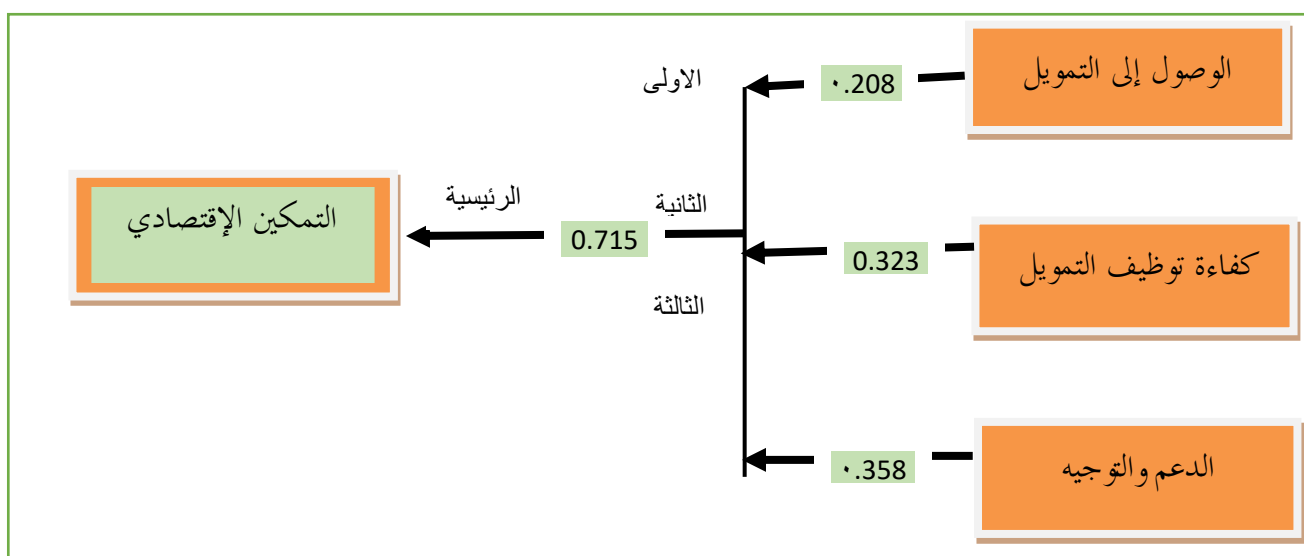 الوصول إلى التمويل
٠.208
الاولى
الثانية
الرئيسية
التمكين الإقتصادي
0.715
كفاءة توظيف التمويل
0.323
الثالثة
الدعم والتوجيه
٠.358